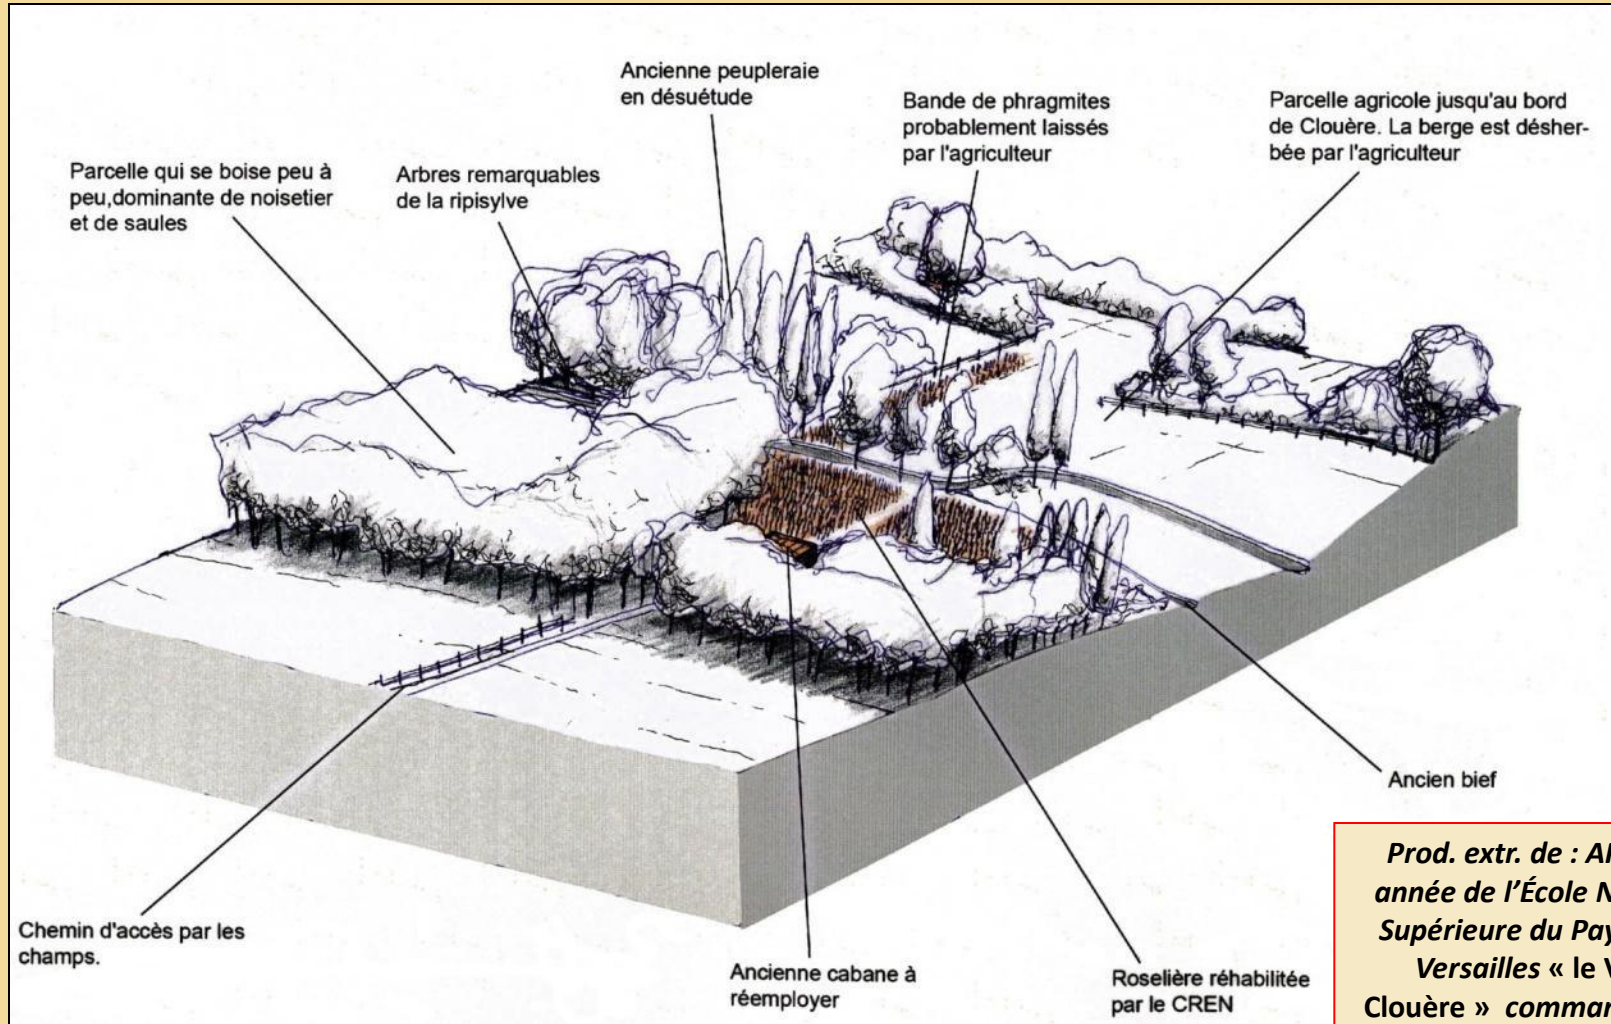 Ancienne peupleraie
en désuétude
Bande de phragmites
probablement laissés
par l'agriculteur
Parcelle agricole jusqu'au bord
de Clouère. La berge est désher-
bée par l'agriculteur
Parcelle qui se boise peu à
peu,dominante de noisetier
et de saules
Arbres remarquables
de la ripisylve
Ancien bief
Chemin d'accès par les
champs.
Ancienne cabane à
réemployer
Roselière réhabilitée
par le CREN
Prod. extr. de :
année de l'École
Supérieure du
Versailles « le
Clouère »